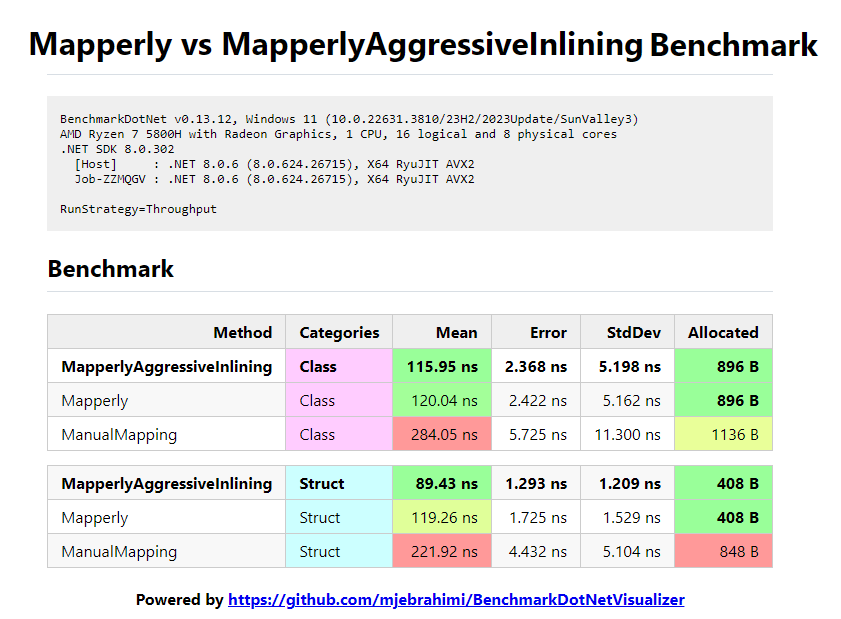 Mapperly vs MapperlyAggressiveInlining Benchmark
BenchmarkDotNet v0.13.12, Windows 11 (10.0.22631.3810/23H2/2023Update/SunValley3)
AMD Ryzen 7 5800H with Radeon Graphics, 1 CPU, 16 logical and 8 physical cores
.NET SDK 8.0.302
[Host]     : .NET 8.0.6 (8.0.624.26715), X64 RyuJIT AVX2
Job-ZZMQGV : .NET 8.0.6 (8.0.624.26715), X64 RyuJIT AVX2
RunStrategy=Throughput
Benchmark
Method Categories Mean Error StdDev Allocated
MapperlyAggressiveInlining Class 115.95 ns 2.368 ns 5.198 ns 896 B
Mapperly Class 120.04 ns 2.422 ns 5.162 ns 896 B
ManualMapping Class 284.05 ns 5.725 ns 11.300 ns 1136 B
MapperlyAggressiveInlining Struct 89.43 ns 1.293 ns 1.209 ns 408 B
Mapperly Struct 119.26 ns 1.725 ns 1.529 ns 408 B
ManualMapping Struct 221.92 ns 4.432 ns 5.104 ns 848 B
Powered by https://github.com/mjebrahimi/BenchmarkDotNetVisualizer